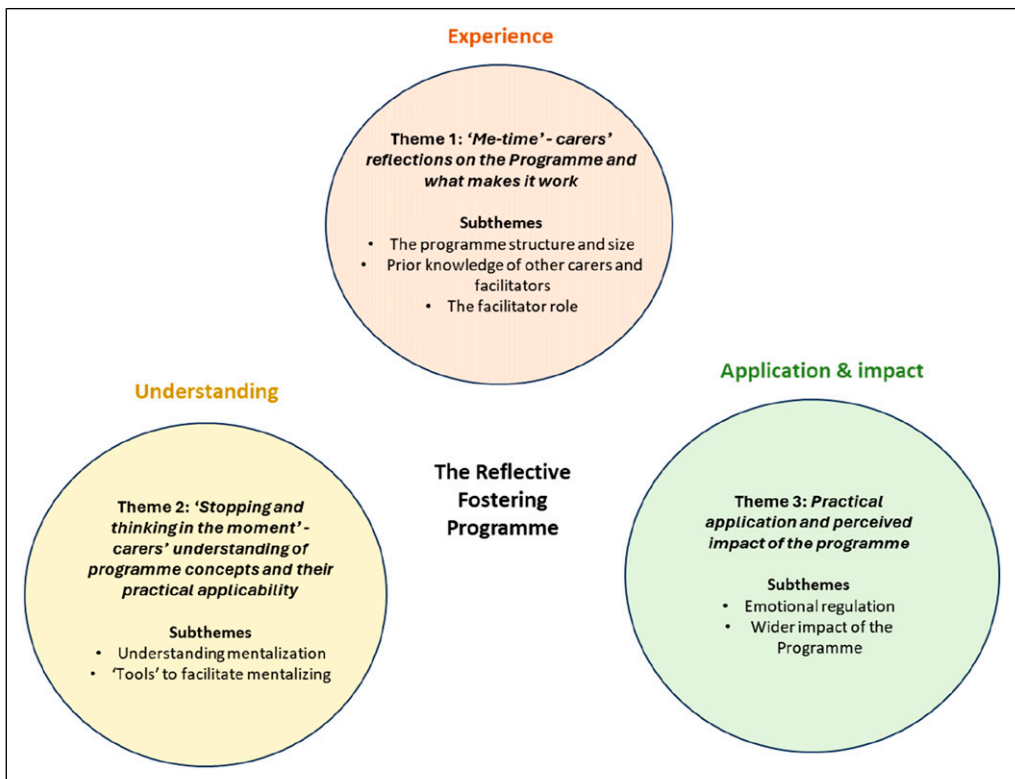 Experience
Theme 1: ‘Me-time’ - carers’
reflections on the Programme and
what makes it work
Subthemes
• The programme structure and size
• Prior knowledge of other carers and
facilitators
• The facilitator role
Understanding
Theme 2: ‘Stopping and
thinking in the moment’ -
carers’ understanding of
programme concepts and their
practical applicability
Subthemes
• Understanding mentalization
• ‘Tools’ to facilitate mentalizing
The Reflective
Fostering
Programme
Application & impact
Theme 3: Practical
application and perceived
impact of the programme
Subthemes
• Emotional regulation
• Wider impact of the
Programme